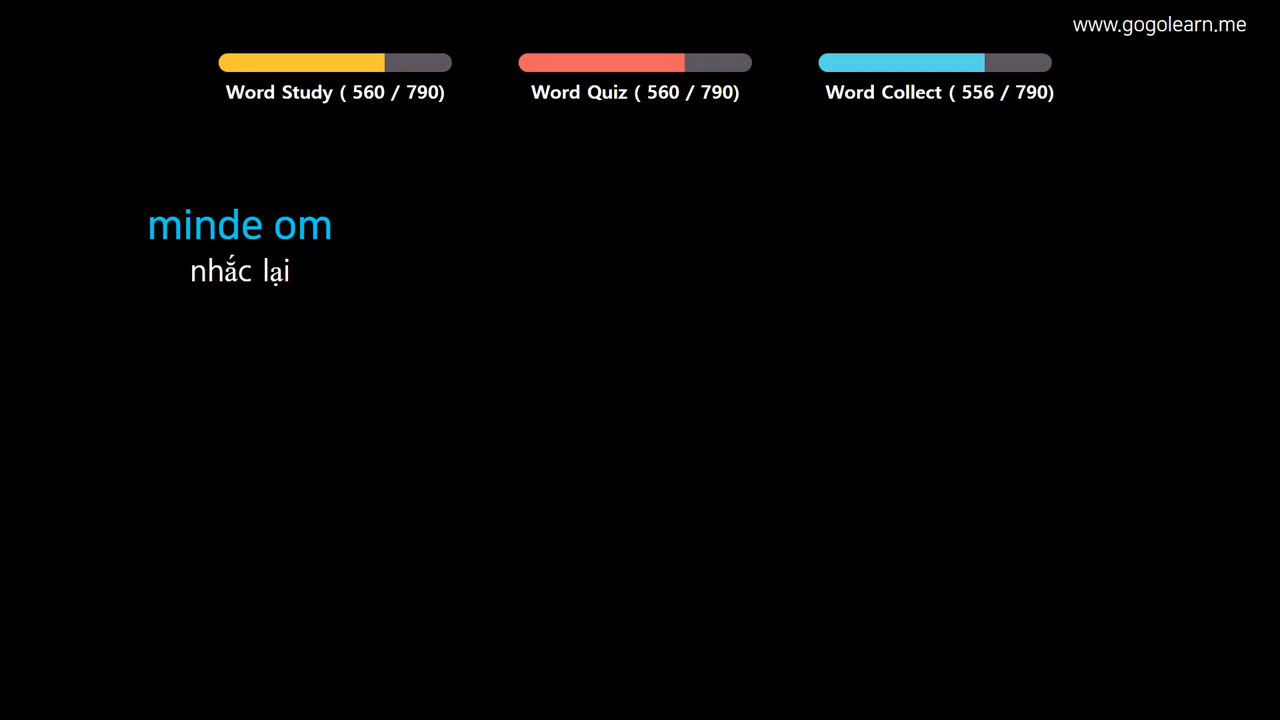 www.gogolearn.me
Word Study ( 560 / 790)
Word Quiz ( 560 / 790)
Word Collect ( 556 / 790)
minde om
nhắc lại